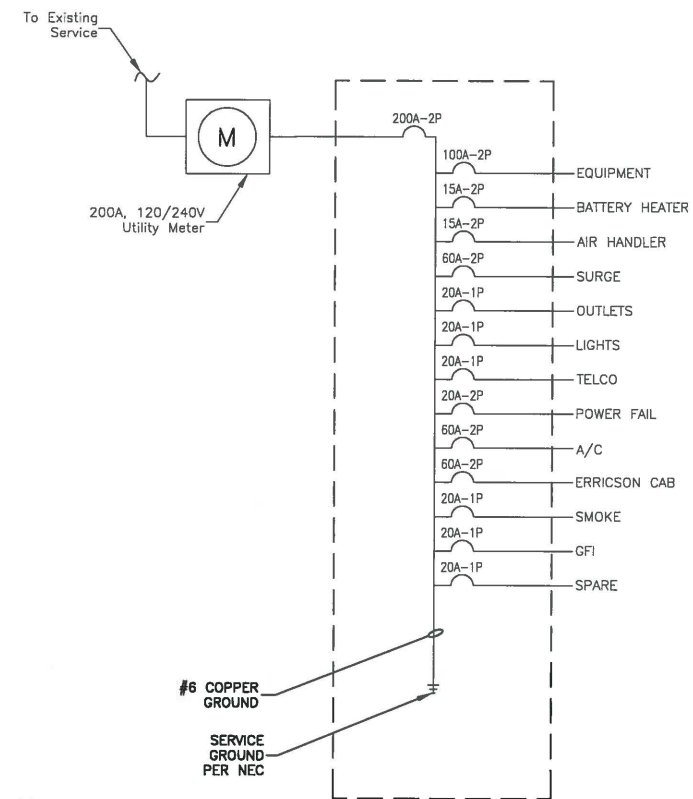 To Existing
Service
M
200A, 120/240V
Utility Meter
200A-2P
100A-2P
EQUIPMENT
15A-2P
BATTERY HEATER
15A-2P
AIR HANDLER
60A-2P
SURGE
20A-1P
OUTLETS
20A-1P
LIGHTS
20A-1P
TELCO
20A-2P
POWER FAIL
60A-2P
A/C
60A-2P
ERRICSON CAB
20A-1P
SMOKE
20A-1P
GFI
20A-1P
SPARE
#6 COPPER
GROUND
SERVICE
GROUND
PER NEC